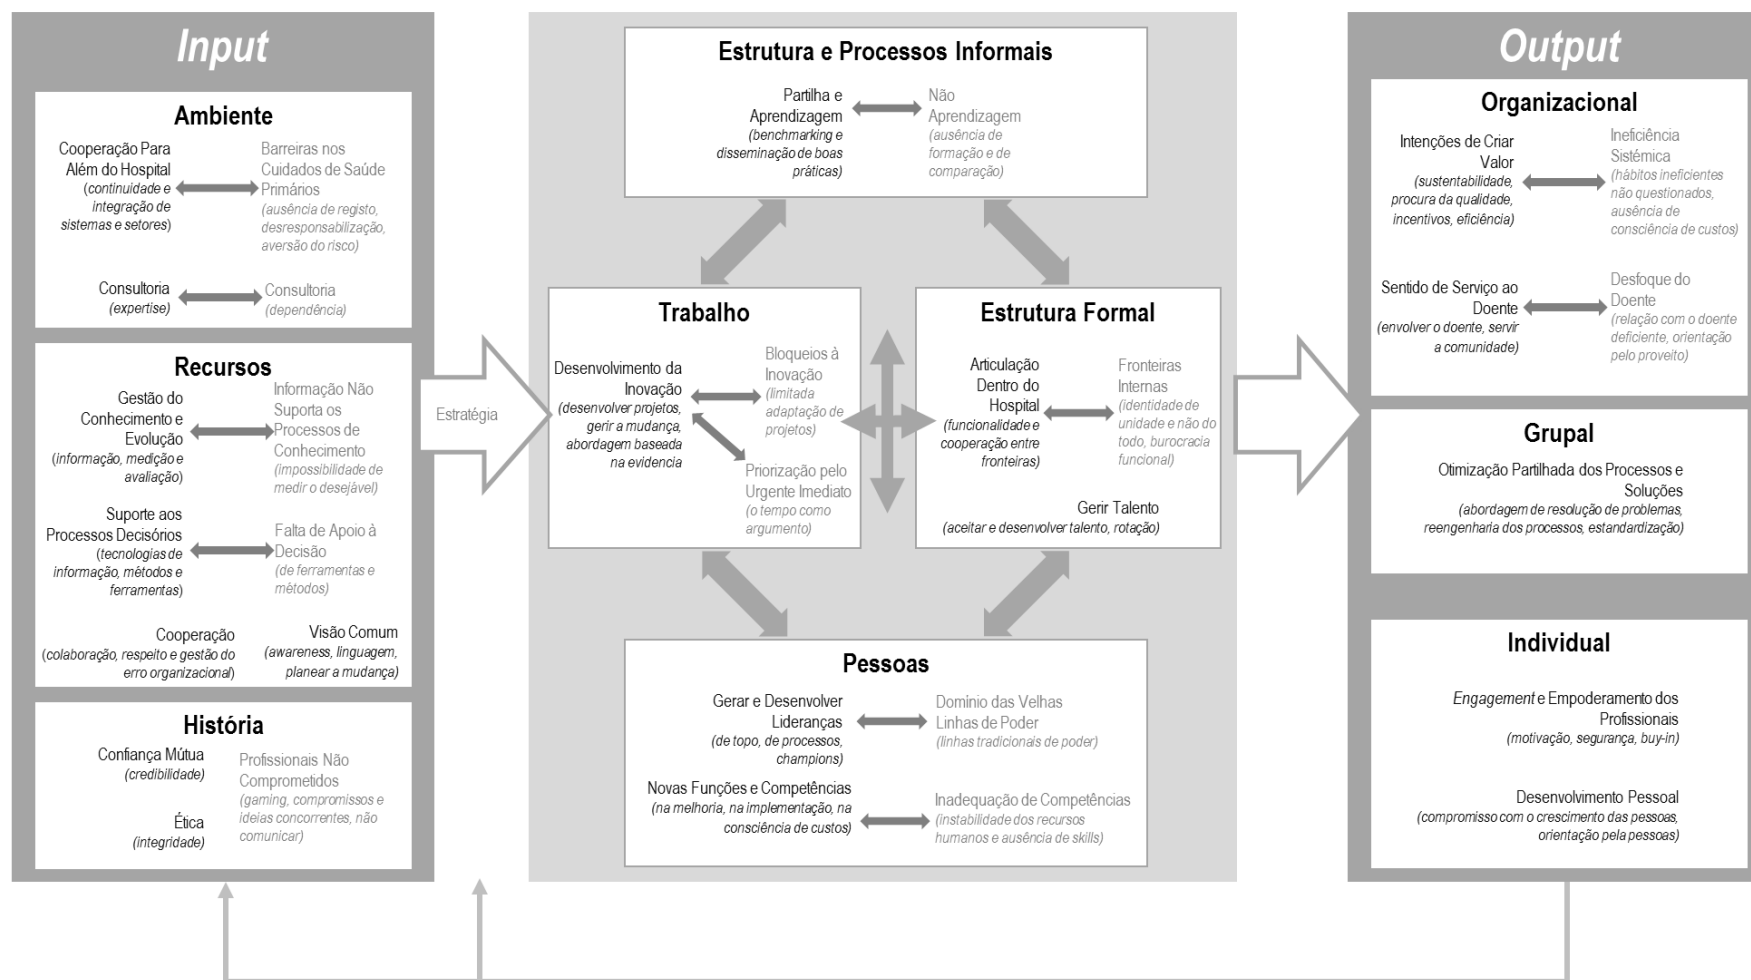 Input
Ambiente
Cooperação Para
Além do Hospital
(continuidade e
integração de
sistemas e setores)
Barreiras nos
Cuidados de Saúde
Primários
(ausência de registo,
desresponsabilização,
aversão do risco)
Consultoria
(expertise)
Consultoria
(dependência)
Recursos
Gestão do
Conhecimento e
Evolução
(informação, medição e
avaliação)
Informação Não
Suporta os
Processos de
Conhecimento
(impossibilidade de
medir o desejável)
Suporte aos
Processos Decisórios
(tecnologias de
informação, métodos e
ferramentas)
Falta de Apoio à
Decisão
(de ferramentas e
métodos)
Cooperação
(colaboração, respeito e gestão do
erro organizacional)
Visão Comum
(awareness, linguagem,
planear a mudança)
História
Confiança Mútua
(credibilidade)
Ética
(integridade)
Profissionais Não
Comprometidos
(gaming, compromissos e
ideias concorrentes, não
comunicar)
Estratégia
Estrutura e Processos Informais
Partilha e
Aprendizagem
(benchmarking e
disseminação de boas
práticas)
Não
Aprendizagem
(ausência de
formação e de
comparação)
Trabalho
Desenvolvimento da
Inovação
(desenvolver projetos,
gerir a mudança,
abordagem baseada
na evidencia
Bloqueios à
Inovação
(limitada
adaptação de
projetos)
Priorização pelo
Urgente Imediato
(o tempo como
argumento)
Estrutura Formal
Articulação
Dentro do
Hospital
(funcionalidade e
cooperação entre
fronteiras)
Fronteiras
Internas
(identidade de
unidade e não do
todo, burocracia
funcional)
Gerir Talento
(aceitar e desenvolver talento, rotação)
Pessoas
Gerar e Desenvolver
Lideranças
(de topo, de processos,
champions)
Domínio das Velhas
Linhas de Poder
(linhas tradicionais de poder)
Novas Funções e Competências
(na melhoria, na implementação, na
consciência de custos)
Inadequação de Competências
(instabilidade dos recursos
humanos e ausência de skills)
Output
Organizacional
Intenções de Criar
Valor
(sustentabilidade,
procura da qualidade,
incentivos, eficiência)
Ineficiência
Sistémica
(hábitos ineficientes
não questionados,
ausência de
consciência de custos)
Sentido de Serviço ao
Doente
(envolver o doente, servir
a comunidade)
Desfoque do
Doente
(relação com o doente
deficiente, orientação
pelo proveito)
Grupal
Otimização Partilhada dos Processos e
Soluções
(abordagem de resolução de problemas,
reengenharia dos processos, estandardização)
Individual
Engagement e Empoderamento dos
Profissionais
(motivação, segurança, buy-in)
Desenvolvimento Pessoal
(compromisso com o crescimento das pessoas,
orientação pela pessoas)